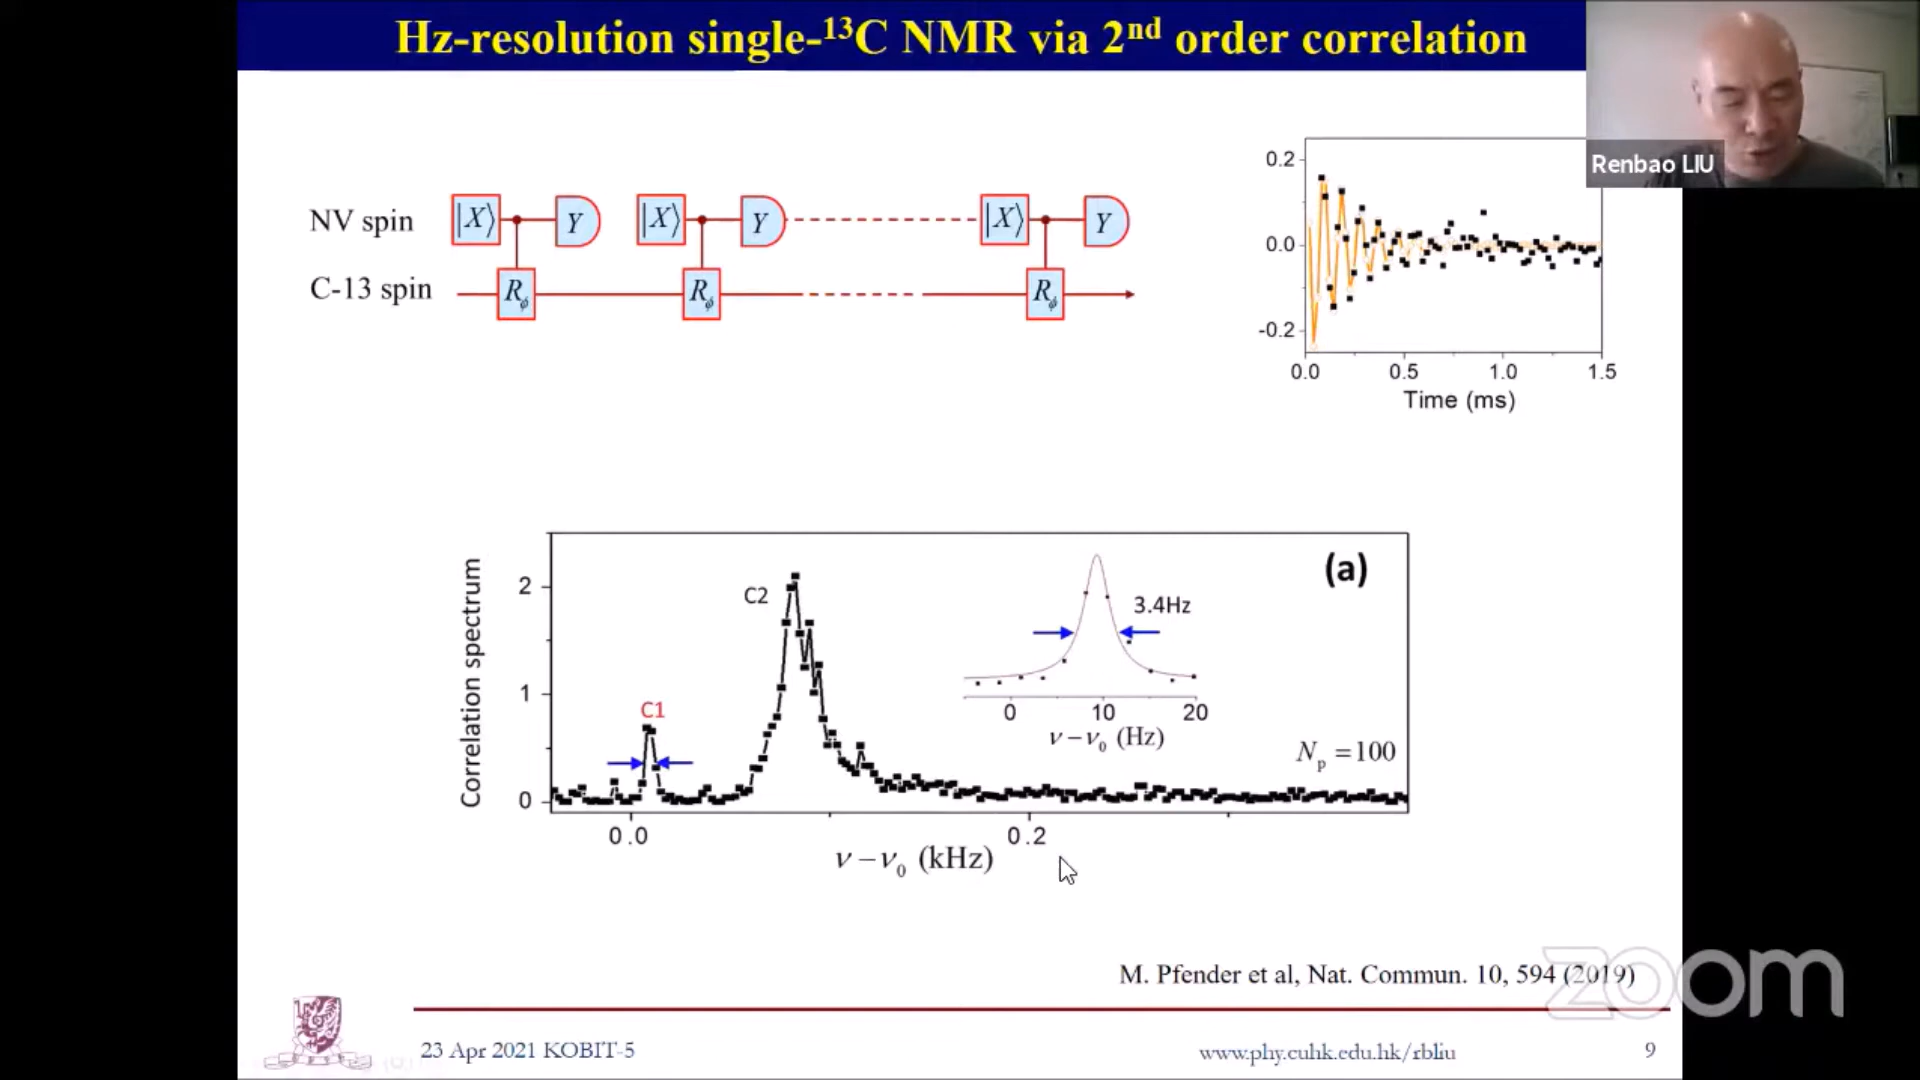 Hz-resolution single-¹³C NMR via 2ⁿᵈ order correlation
Renbao LIU
NV spin |X⟩ Y |X⟩ Y |X⟩ Y
C-13 spin R_ϕ R_ϕ R_ϕ
0.2
0.0
-0.2
0.0 0.5 1.0 1.5
Time (ms)
Correlation spectrum
2
1
0
C1
C2
(a)
3.4Hz
0 10 20
ν−ν₀ (Hz)
Nₚ =100
0.0 0.2
ν−ν₀ (kHz)
M. Pfender et al, Nat. Commun. 10, 594 (2019)
zoom
23 Apr 2021 KOBIT-5
www.phy.cuhk.edu.hk/rbliu
9